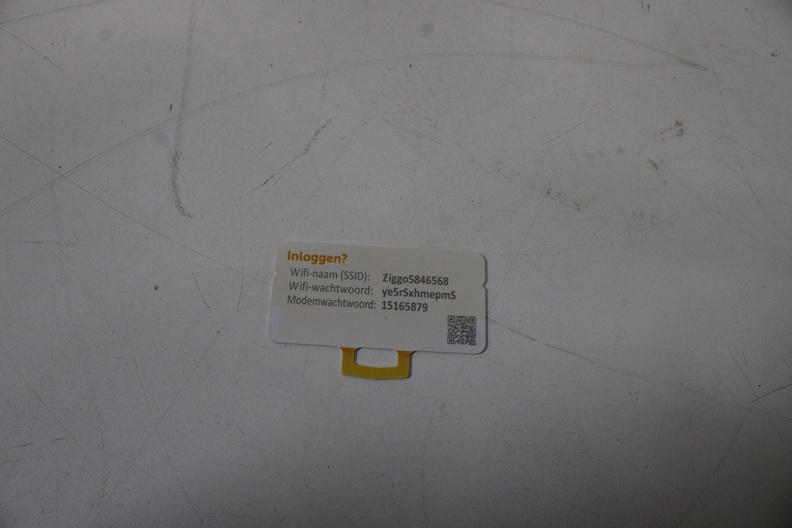 Inloggen?
Wifi-naam (SSID): Ziggo5846568
Wifi-wachtwoord: ye5rSxhmepmS
Modemwachtwoord: 15165879